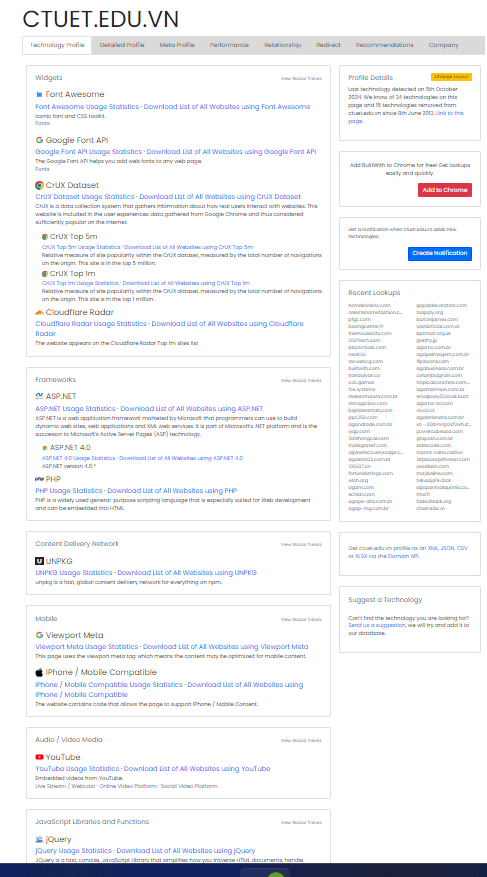 CTUET.EDU.VN
Technology Profile
Detailed Profile
Meta Profile
Performance
Relationship
Redirect
Recommendations
Company
Widgets
View Global Trends
Font Awesome
Font Awesome Usage Statistics · Download List of All Websites using Font Awesome
Iconic font and CSS toolkit.
Fonts
Google Font API
Google Font API Usage Statistics · Download List of All Websites using Google Font API
The Google Font API helps you add web fonts to any web page.
Fonts
CrUX Dataset
CrUX Dataset Usage Statistics · Download List of All Websites using CrUX Dataset
CrUX is a data collection system that gathers information about how real users interact with websites. This
website is included in the user experiences data gathered from Google Chrome and thus considered
sufficiently popular on the Internet.
CrUX Top 5m
CrUX Top 5m Usage Statistics · Download List of All Websites using CrUX Top 5m
Relative measure of site popularity within the CrUX dataset, measured by the total number of navigations
on the origin. This site is in the top 5 million.
CrUX Top 1m
CrUX Top 1m Usage Statistics · Download List of All Websites using CrUX Top 1m
Relative measure of site popularity within the CrUX dataset, measured by the total number of navigations
on the origin. This site is in the top 1 million.
Cloudflare Radar
Cloudflare Radar Usage Statistics · Download List of All Websites using Cloudflare
Radar
The website appears on the Cloudflare Radar Top 1m sites list
Frameworks
View Global Trends
ASP.NET
ASP.NET Usage Statistics · Download List of All Websites using ASP.NET
ASP.NET is a web application framework marketed by Microsoft that programmers can use to build
dynamic web sites, web applications and XML web services. It is part of Microsoft's .NET platform and is the
successor to Microsoft's Active Server Pages (ASP) technology.
ASP.NET 4.0
ASP.NET 4.0 Usage Statistics · Download List of All Websites using ASP.NET 4.0
ASP.NET version 4.0.*
PHP
PHP Usage Statistics · Download List of All Websites using PHP
PHP is a widely used general-purpose scripting language that is especially suited for Web development
and can be embedded into HTML.
Content Delivery Network
View Global Trends
UNPKG
UNPKG Usage Statistics · Download List of All Websites using UNPKG
unpkg is a fast, global content delivery network for everything on npm.
Mobile
View Global Trends
Viewport Meta
Viewport Meta Usage Statistics · Download List of All Websites using Viewport Meta
This page uses the viewport meta tag which means the content may be optimized for mobile content.
IPhone / Mobile Compatible
IPhone / Mobile Compatible Usage Statistics · Download List of All Websites using
IPhone / Mobile Compatible
The website contains code that allows the page to support iPhone / Mobile Content.
Audio / Video Media
View Global Trends
YouTube
YouTube Usage Statistics · Download List of All Websites using YouTube
Embedded videos from YouTube.
Live Stream / Webcast · Online Video Platform · Social Video Platform
JavaScript Libraries and Functions
View Global Trends
jQuery
jQuery Usage Statistics · Download List of All Websites using jQuery
JQuery is a fast, concise, JavaScript Library that simplifies how you traverse HTML documents, handle
Profile Details
Change Layout
Last technology detected on 5th October
2024. We know of 34 technologies on this
page and 15 technologies removed from
ctuet.edu.vn since 8th June 2013. Link to this
page.
Add BuiltWith to Chrome for free! Get lookups
easily and quickly.
Add to Chrome
Get a notification when ctuet.edu.vn adds new
technologies.
Create Notification
Recent Lookups
builtwith.com
flipboard.com
ctuet.edu.vn
Get ctuet.edu.vn profile as an XML, JSON, CSV
or XLSX via the Domain API.
Suggest a Technology
Can't find the technology you are looking for?
Send us a suggestion, we will try and add it to
our database.